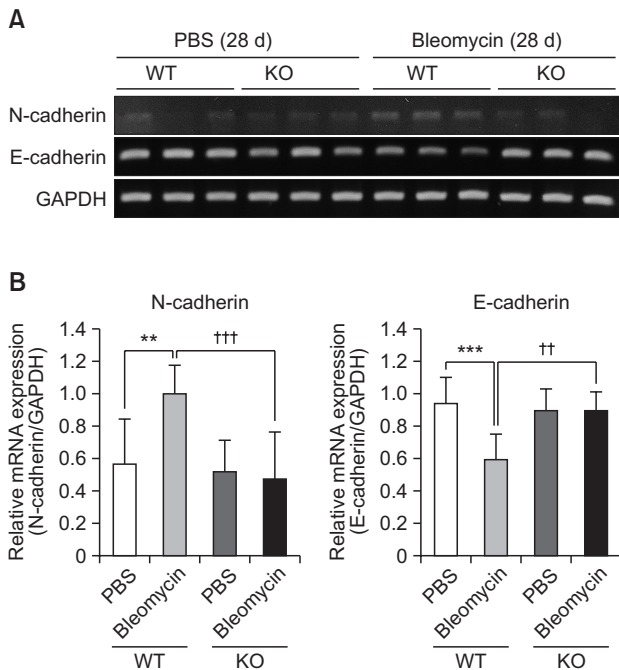 A
PBS (28 d) Bleomycin (28 d)
WT KO WT KO
N-cadherin
E-cadherin
GAPDH
B
N-cadherin
Relative mRNA expression
(N-cadherin/GAPDH)
1.4
1.2
1.0
0.8
0.6
0.4
0.2
0
** †††
PBS Bleomycin PBS Bleomycin
WT KO
E-cadherin
Relative mRNA expression
(E-cadherin/GAPDH)
1.4
1.2
1.0
0.8
0.6
0.4
0.2
0
*** ††
PBS Bleomycin PBS Bleomycin
WT KO